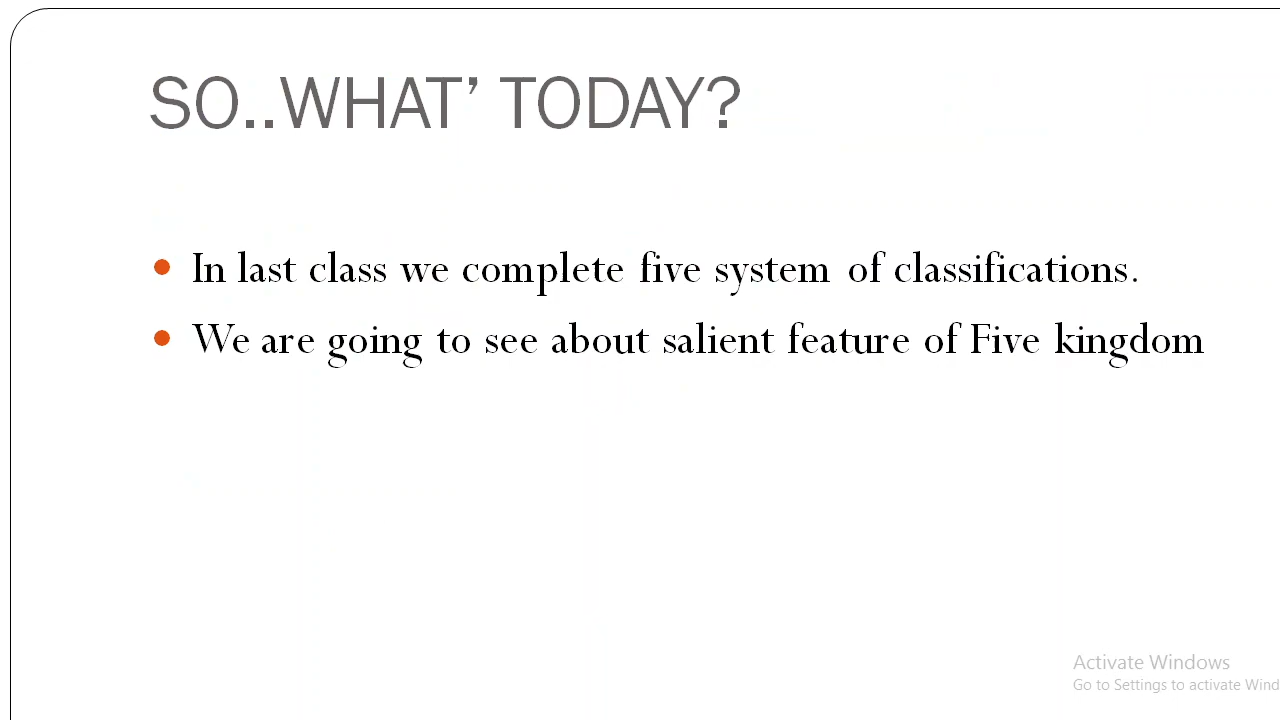 SO..WHAT’ TODAY?
In last class we complete five system of classifications.
We are going to see about salient feature of Five kingdom
Activate Windows
Go to Settings to activate Wind